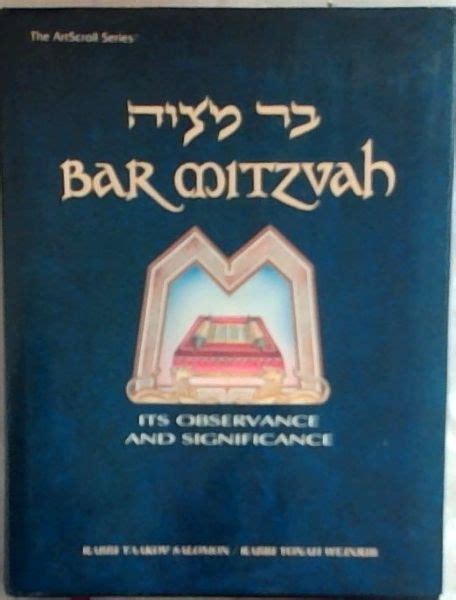 The ArtScroll Series
בר מצוה
BAR MITZVAh
ITS OBSERVANCE
AND SIGNIFICANCE
RABBI YAAKOV SALOMON / RABBI YONAH WEINRIB